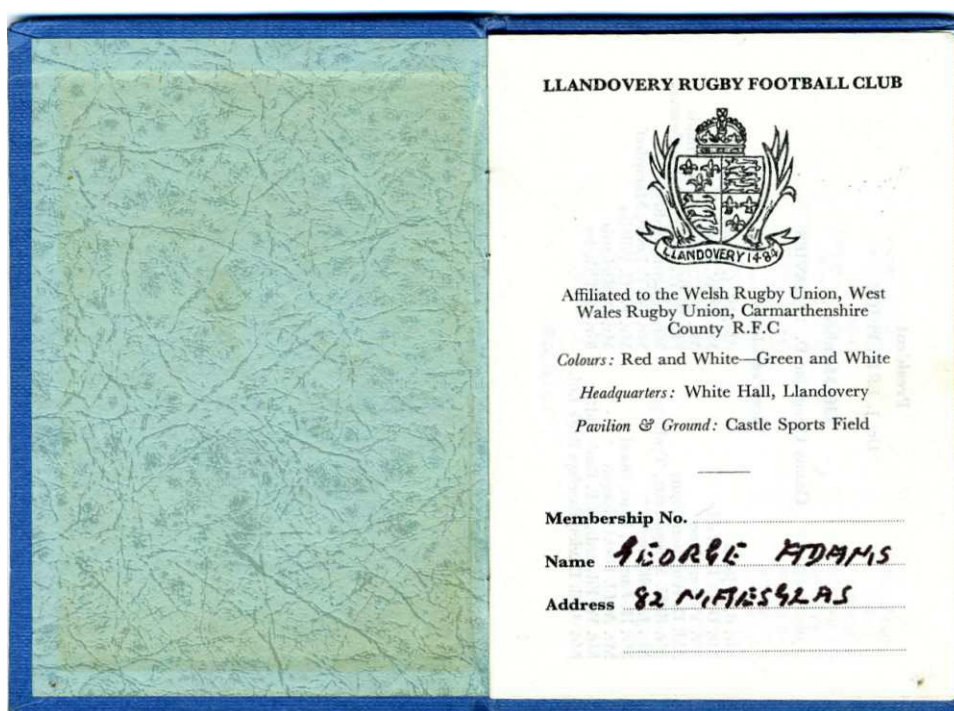 LLANDOVERY RUGBY FOOTBALL CLUB
LLANDOVERY 1484
Affiliated to the Welsh Rugby Union, West
Wales Rugby Union, Carmarthenshire
County R.F.C
Colours: Red and White—Green and White
Headquarters: White Hall, Llandovery
Pavilion & Ground: Castle Sports Field
Membership No.
Name GEORGE ADAMS
Address 82 MAESGLAS